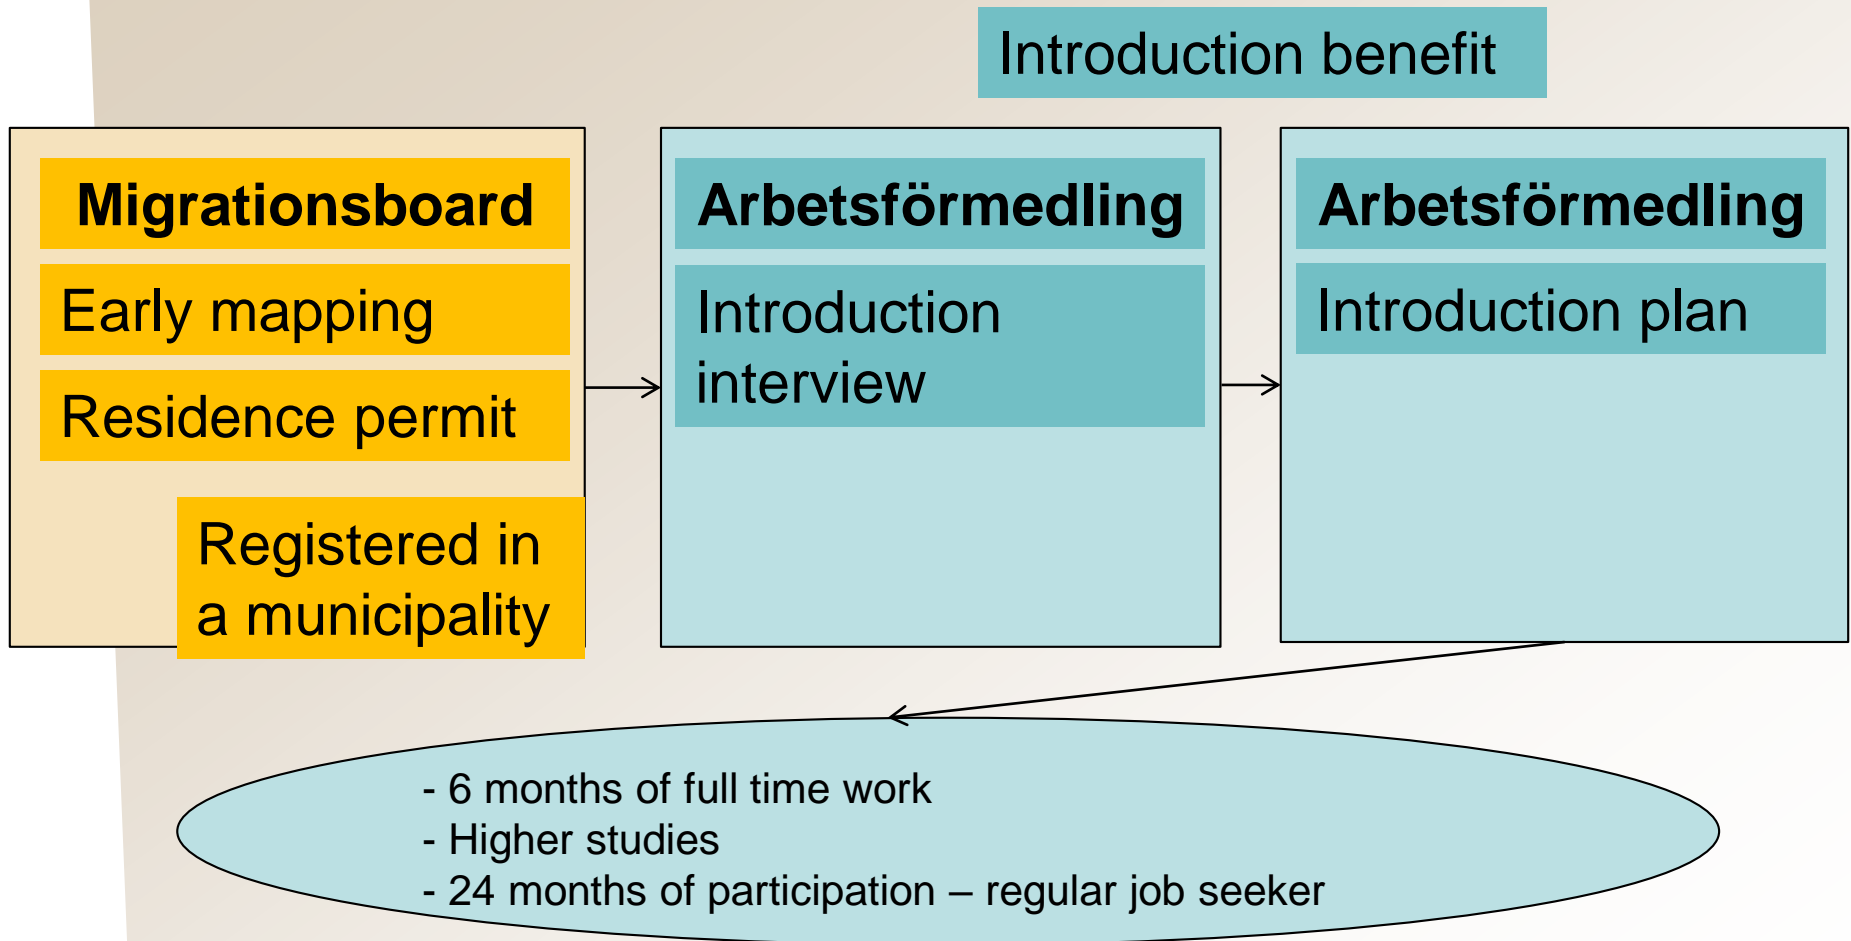 Introduction benefit
Migrationsboard
Early mapping
Residence permit
Registered in
a municipality
Arbetsförmedling
Introduction
interview
Arbetsförmedling
Introduction plan
- 6 months of full time work
- Higher studies
- 24 months of participation – regular job seeker